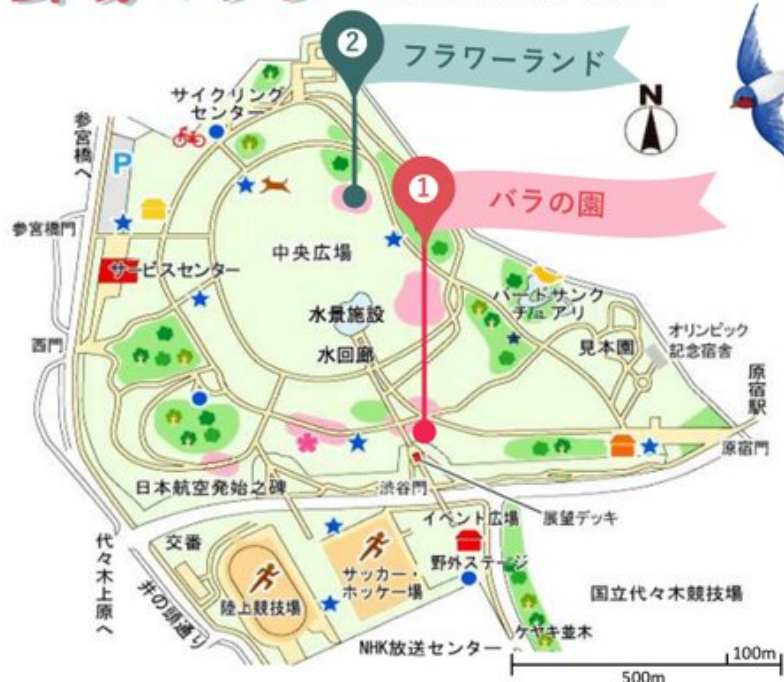 ②
フラワーランド
N
サイクリング
センター
参宮橋へ
P
①
バラの園
参宮橋門
中央広場
サービスセンター
バードサンク
チュアリ
水景施設
オリンピック
記念宿舎
見本園
西門
水回廊
原宿駅
原宿門
日本航空発始之碑
渋谷門
イベント広場
展望デッキ
代々木上原へ
交番
野外ステージ
サッカー・
ホッケー場
陸上競技場
国立代々木競技場
井の頭通り
ケヤキ並木
NHK放送センター
100m
500m